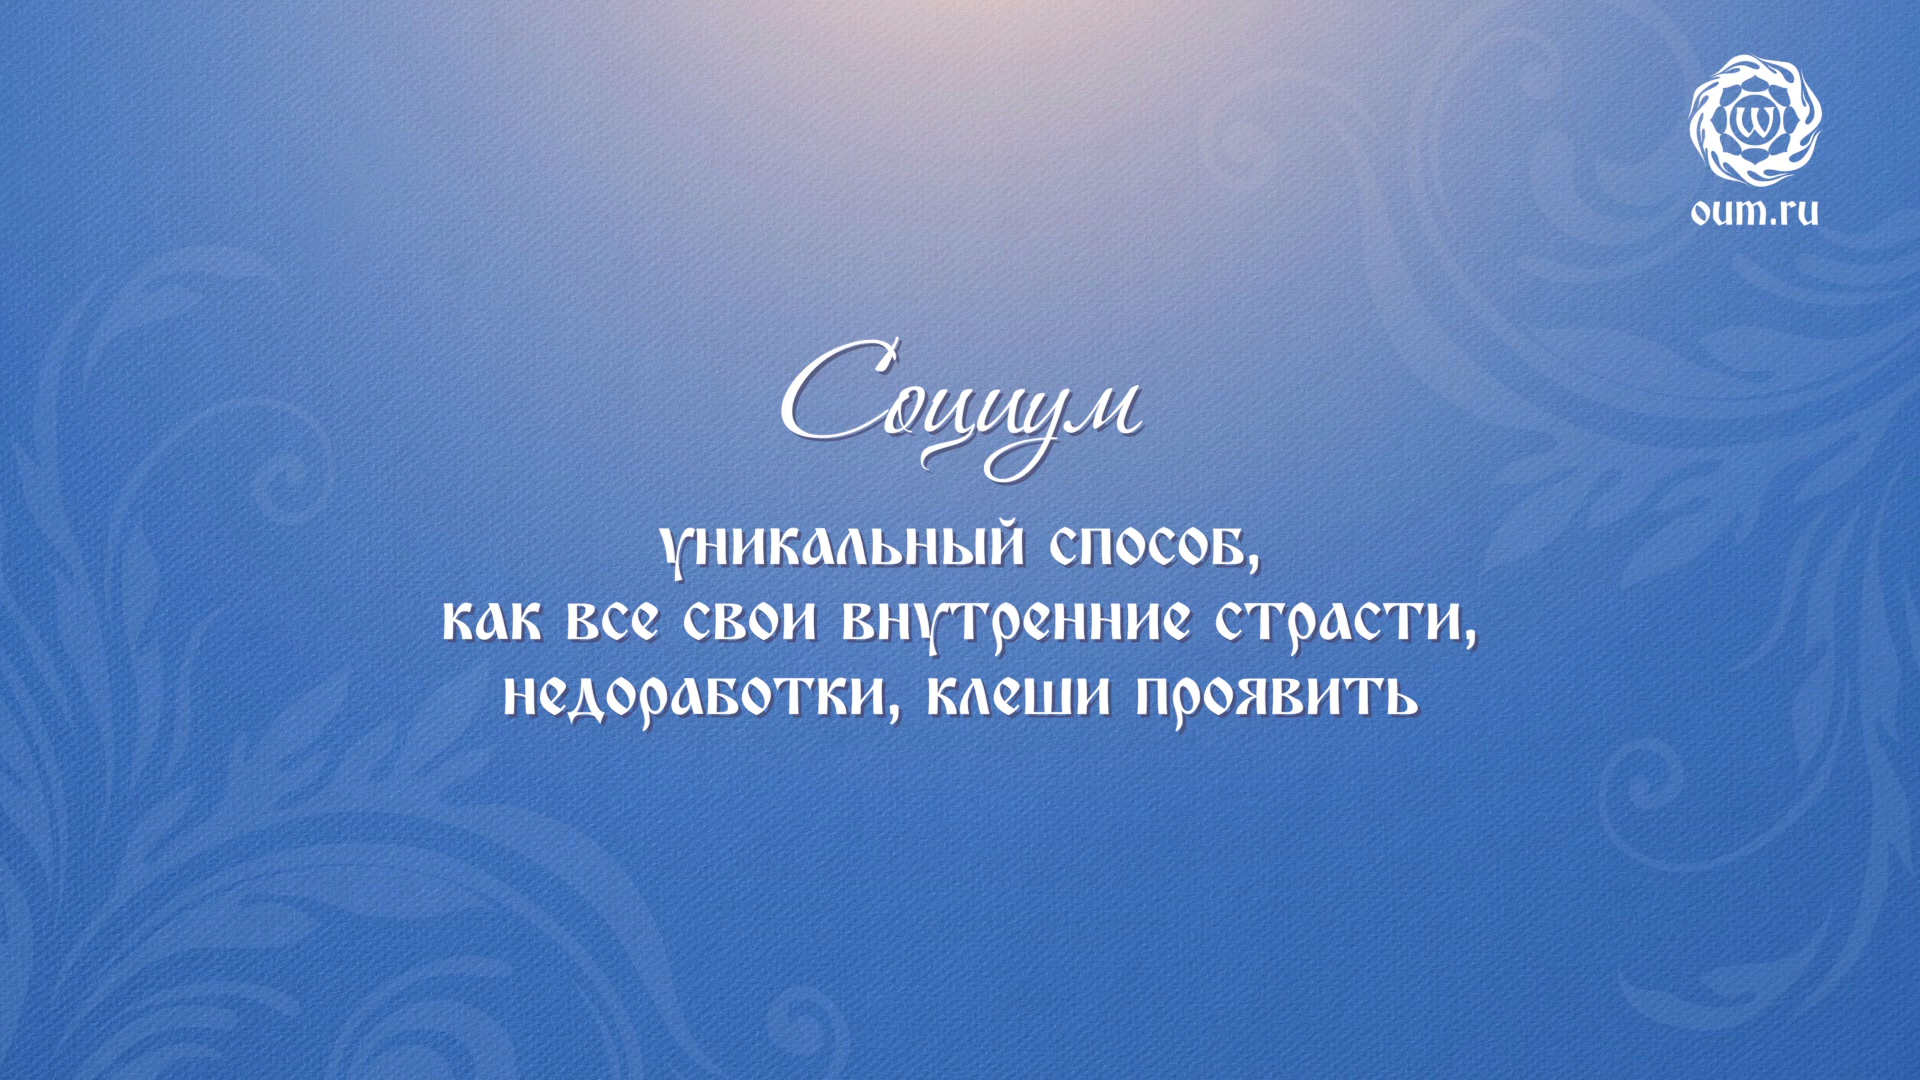 oum.ru
Социум
уникальный способ,
как все свои внутренние страсти,
недоработки, клеши проявить